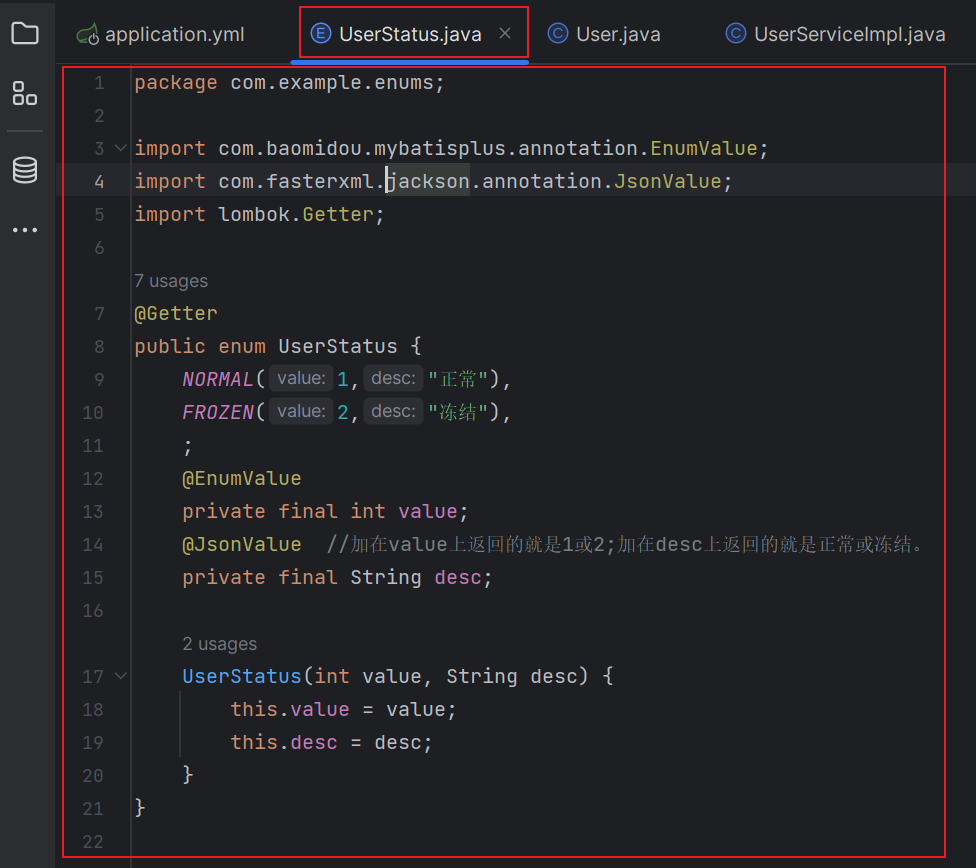 application.yml UserStatus.java User.java UserServiceImpl.java
1 package com.example.enums;
2
3 import com.baomidou.mybatisplus.annotation.EnumValue;
4 import com.fasterxml.jackson.annotation.JsonValue;
5 import lombok.Getter;
6
7 usages
7 @Getter
8 public enum UserStatus {
9 NORMAL( value: 1, desc: "正常"),
10 FROZEN( value: 2, desc: "冻结"),
11 ;
12 @EnumValue
13 private final int value;
14 @JsonValue //加在value上返回的就是1或2;加在desc上返回的就是正常或冻结。
15 private final String desc;
16
2 usages
17 UserStatus(int value, String desc) {
18 this.value = value;
19 this.desc = desc;
20 }
21 }
22